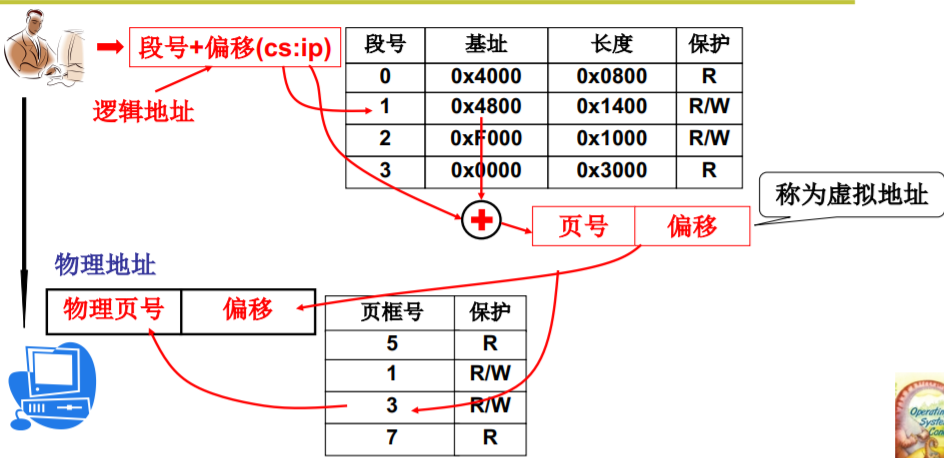 段号+偏移(cs:ip)
逻辑地址
段号 基址 长度 保护
0 0x4000 0x0800 R
1 0x4800 0x1400 R/W
2 0xF000 0x1000 R/W
3 0x0000 0x3000 R
称为虚拟地址
页号 偏移
物理地址
物理页号 偏移
页框号 保护
5 R
1 R/W
3 R/W
7 R
Operatin
Syste
Con